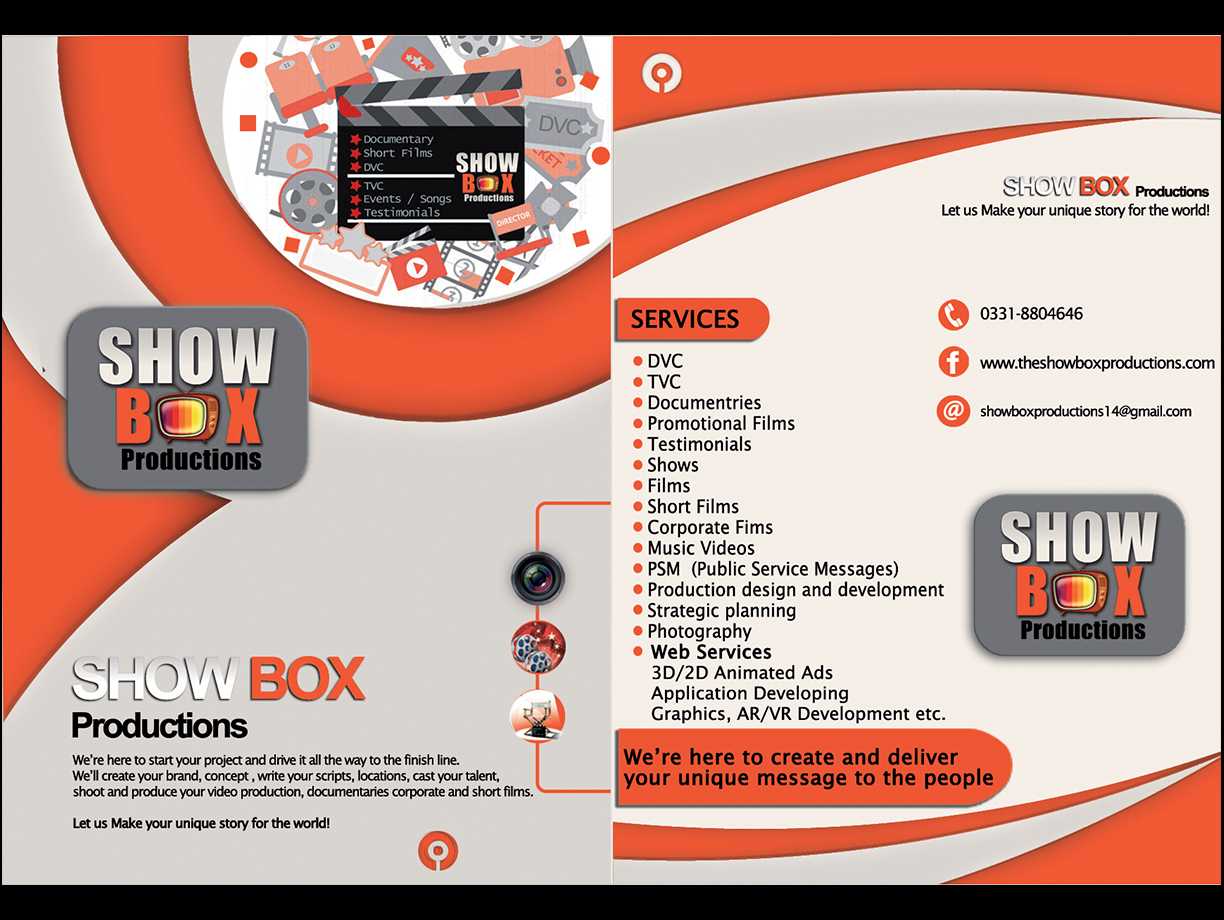 DVC
TICKET
Documentary
Short Films
DVC
TVC
Events / Songs
Testimonials
SHOW
BOX
Productions
DIRECTOR
SHOW
BOX
Productions
SHOW BOX
Productions
We're here to start your project and drive it all the way to the finish line.
We'll create your brand, concept , write your scripts, locations, cast your talent,
shoot and produce your video production, documentaries corporate and short films.
Let us Make your unique story for the world!
SHOW BOX Productions
Let us Make your unique story for the world!
SERVICES
DVC
TVC
Documentries
Promotional Films
Testimonials
Shows
Films
Short Films
Corporate Fims
Music Videos
PSM (Public Service Messages)
Production design and development
Strategic planning
Photography
Web Services
3D/2D Animated Ads
Application Developing
Graphics, AR/VR Development etc.
0331-8804646
www.theshowboxproductions.com
showboxproductions14@gmail.com
SHOW
BOX
Productions
We're here to create and deliver
your unique message to the people